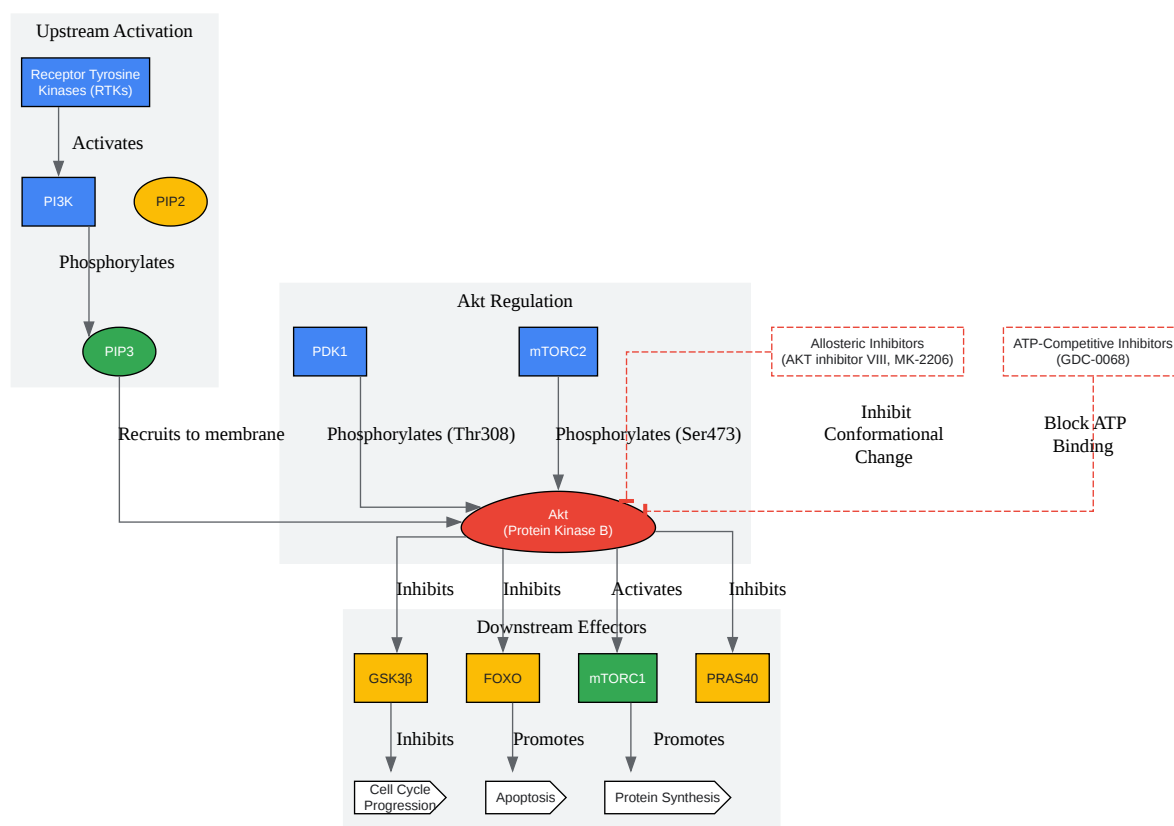 Upstream Activation
Receptor Tyrosine
Kinases (RTKs)
Activates
PI3K
PIP2
Phosphorylates
PIP3
Recruits to membrane
Akt Regulation
PDK1
mTORC2
Phosphorylates (Thr308)
Phosphorylates (Ser473)
Allosteric Inhibitors
(AKT inhibitor VIII, MK-2206)
Inhibit
Conformational
Change
ATP-Competitive Inhibitors
(GDC-0068)
Block ATP
Binding
Akt
(Protein Kinase B)
Inhibits
Inhibits
Activates
Inhibits
Downstream Effectors
GSK3β
FOXO
mTORC1
PRAS40
Inhibits
Promotes
Promotes
Cell Cycle
Progression
Apoptosis
Protein Synthesis